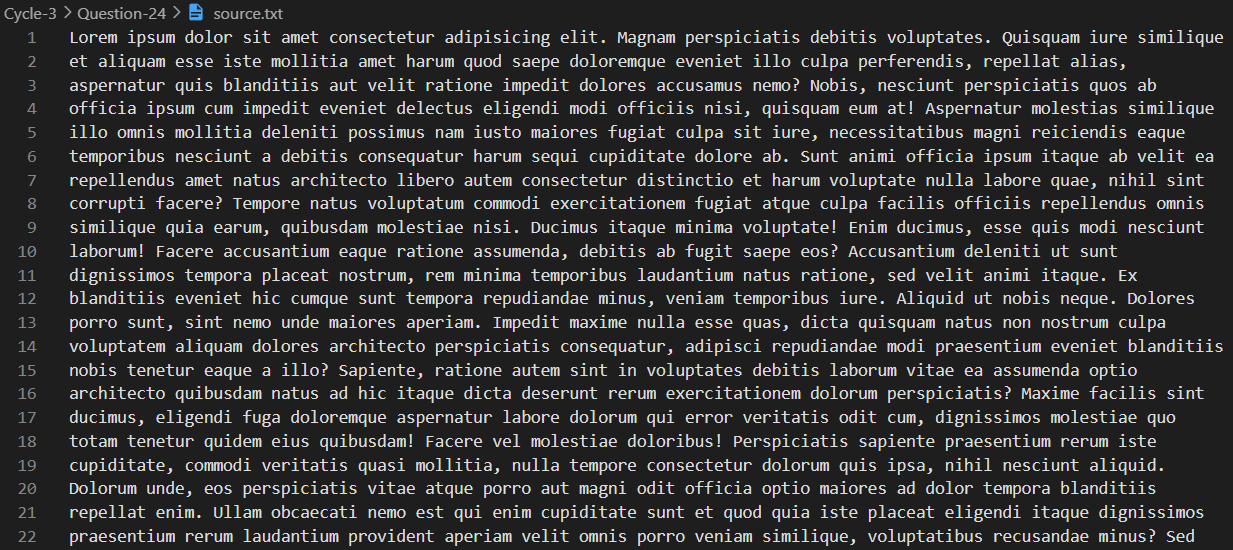 Cycle-3 > Question-24 > source.txt
1 Lorem ipsum dolor sit amet consectetur adipisicing elit. Magnam perspiciatis debitis voluptates. Quisquam iure similique
2 et aliquam esse iste mollitia amet harum quod saepe doloremque eveniet illo culpa perferendis, repellat alias,
3 aspernatur quis blanditiis aut velit ratione impedit dolores accusamus nemo? Nobis, nesciunt perspiciatis quos ab
4 officia ipsum cum impedit eveniet delectus eligendi modi officiis nisi, quisquam eum at! Aspernatur molestias similique
5 illo omnis mollitia deleniti possimus nam iusto maiores fugiat culpa sit iure, necessitatibus magni reiciendis eaque
6 temporibus nesciunt a debitis consequatur harum sequi cupiditate dolore ab. Sunt animi officia ipsum itaque ab velit ea
7 repellendus amet natus architecto libero autem consectetur distinctio et harum voluptate nulla labore quae, nihil sint
8 corrupti facere? Tempore natus voluptatum commodi exercitationem fugiat atque culpa facilis officiis repellendus omnis
9 similique quia earum, quibusdam molestiae nisi. Ducimus itaque minima voluptate! Enim ducimus, esse quis modi nesciunt
10 laborum! Facere accusantium eaque ratione assumenda, debitis ab fugit saepe eos? Accusantium deleniti ut sunt
11 dignissimos tempora placeat nostrum, rem minima temporibus laudantium natus ratione, sed velit animi itaque. Ex
12 blanditiis eveniet hic cumque sunt tempora repudiandae minus, veniam temporibus iure. Aliquid ut nobis neque. Dolores
13 porro sunt, sint nemo unde maiores aperiam. Impedit maxime nulla esse quas, dicta quisquam natus non nostrum culpa
14 voluptatem aliquam dolores architecto perspiciatis consequatur, adipisci repudiandae modi praesentium eveniet blanditiis
15 nobis tenetur eaque a illo? Sapiente, ratione autem sint in voluptates debitis laborum vitae ea assumenda optio
16 architecto quibusdam natus ad hic itaque dicta deserunt rerum exercitationem dolorum perspiciatis? Maxime facilis sint
17 ducimus, eligendi fuga doloremque aspernatur labore dolorum qui error veritatis odit cum, dignissimos molestiae quo
18 totam tenetur quidem eius quibusdam! Facere vel molestiae doloribus! Perspiciatis sapiente praesentium rerum iste
19 cupiditate, commodi veritatis quasi mollitia, nulla tempore consectetur dolorum quis ipsa, nihil nesciunt aliquid.
20 Dolorum unde, eos perspiciatis vitae atque porro aut magni odit officia optio maiores ad dolor tempora blanditiis
21 repellat enim. Ullam obcaecati nemo est qui enim cupiditate sunt et quod quia iste placeat eligendi itaque dignissimos
22 praesentium rerum laudantium provident aperiam velit omnis porro veniam similique, voluptatibus recusandae minus? Sed